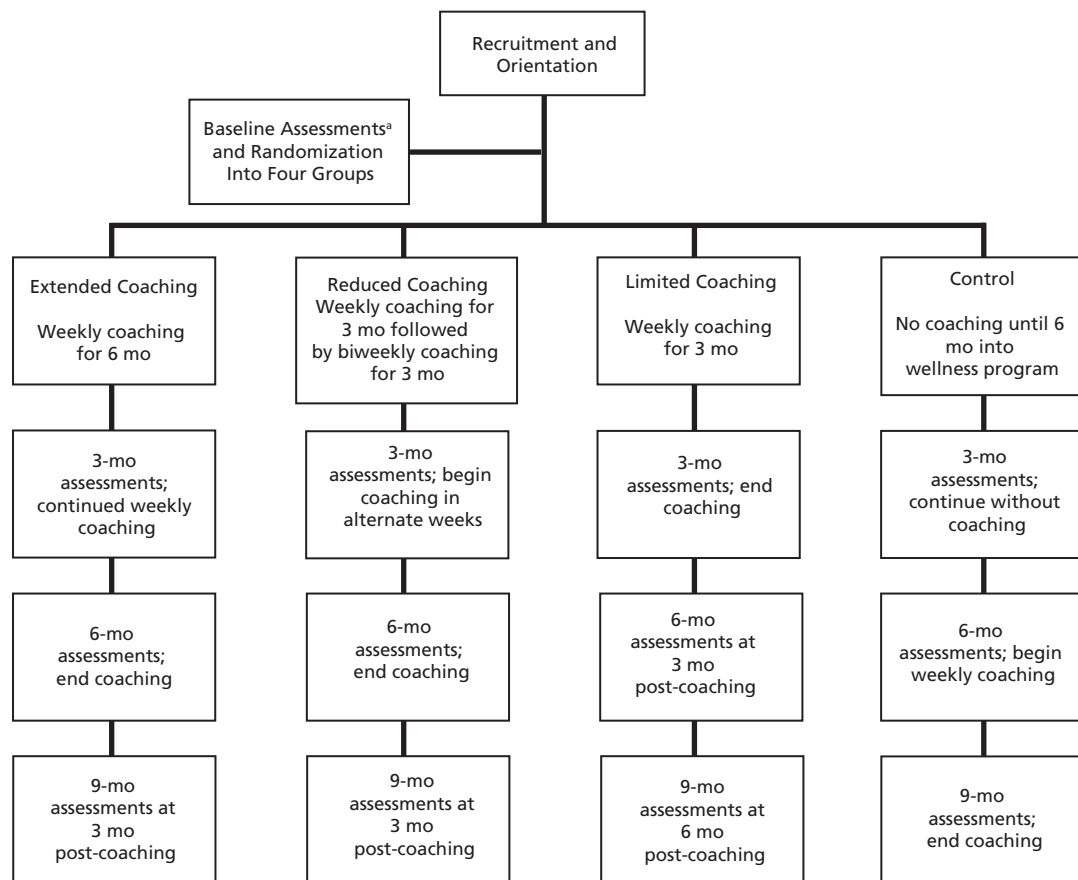 Recruitment and
Orientation
Baseline Assessmentsᵃ
and Randomization
Into Four Groups
Extended Coaching
Weekly coaching
for 6 mo
3-mo
assessments;
continued weekly
coaching
6-mo
assessments;
end coaching
9-mo
assessments at
3 mo
post-coaching
Reduced Coaching
Weekly coaching for
3 mo followed
by biweekly coaching
for 3 mo
3-mo
assessments; begin
coaching in
alternate weeks
6-mo
assessments;
end coaching
9-mo
assessments at
3 mo
post-coaching
Limited Coaching
Weekly coaching
for 3 mo
3-mo
assessments; end
coaching
6-mo
assessments at
3 mo
post-coaching
9-mo
assessments at
6 mo
post-coaching
Control
No coaching until 6
mo into
wellness program
3-mo
assessments;
continue without
coaching
6-mo
assessments; begin
weekly coaching
9-mo
assessments;
end coaching